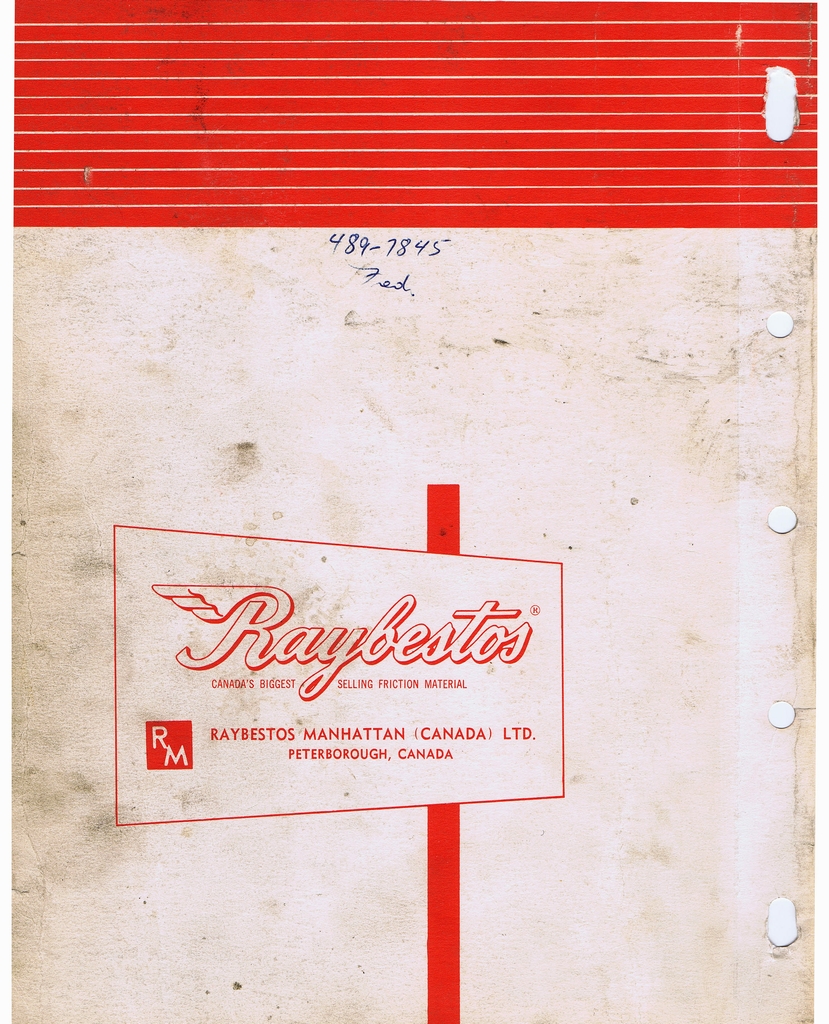 489-7845
Fed.
Raybestos®
CANADA'S BIGGEST SELLING FRICTION MATERIAL
RM
RAYBESTOS MANHATTAN (CANADA) LTD.
PETERBOROUGH, CANADA